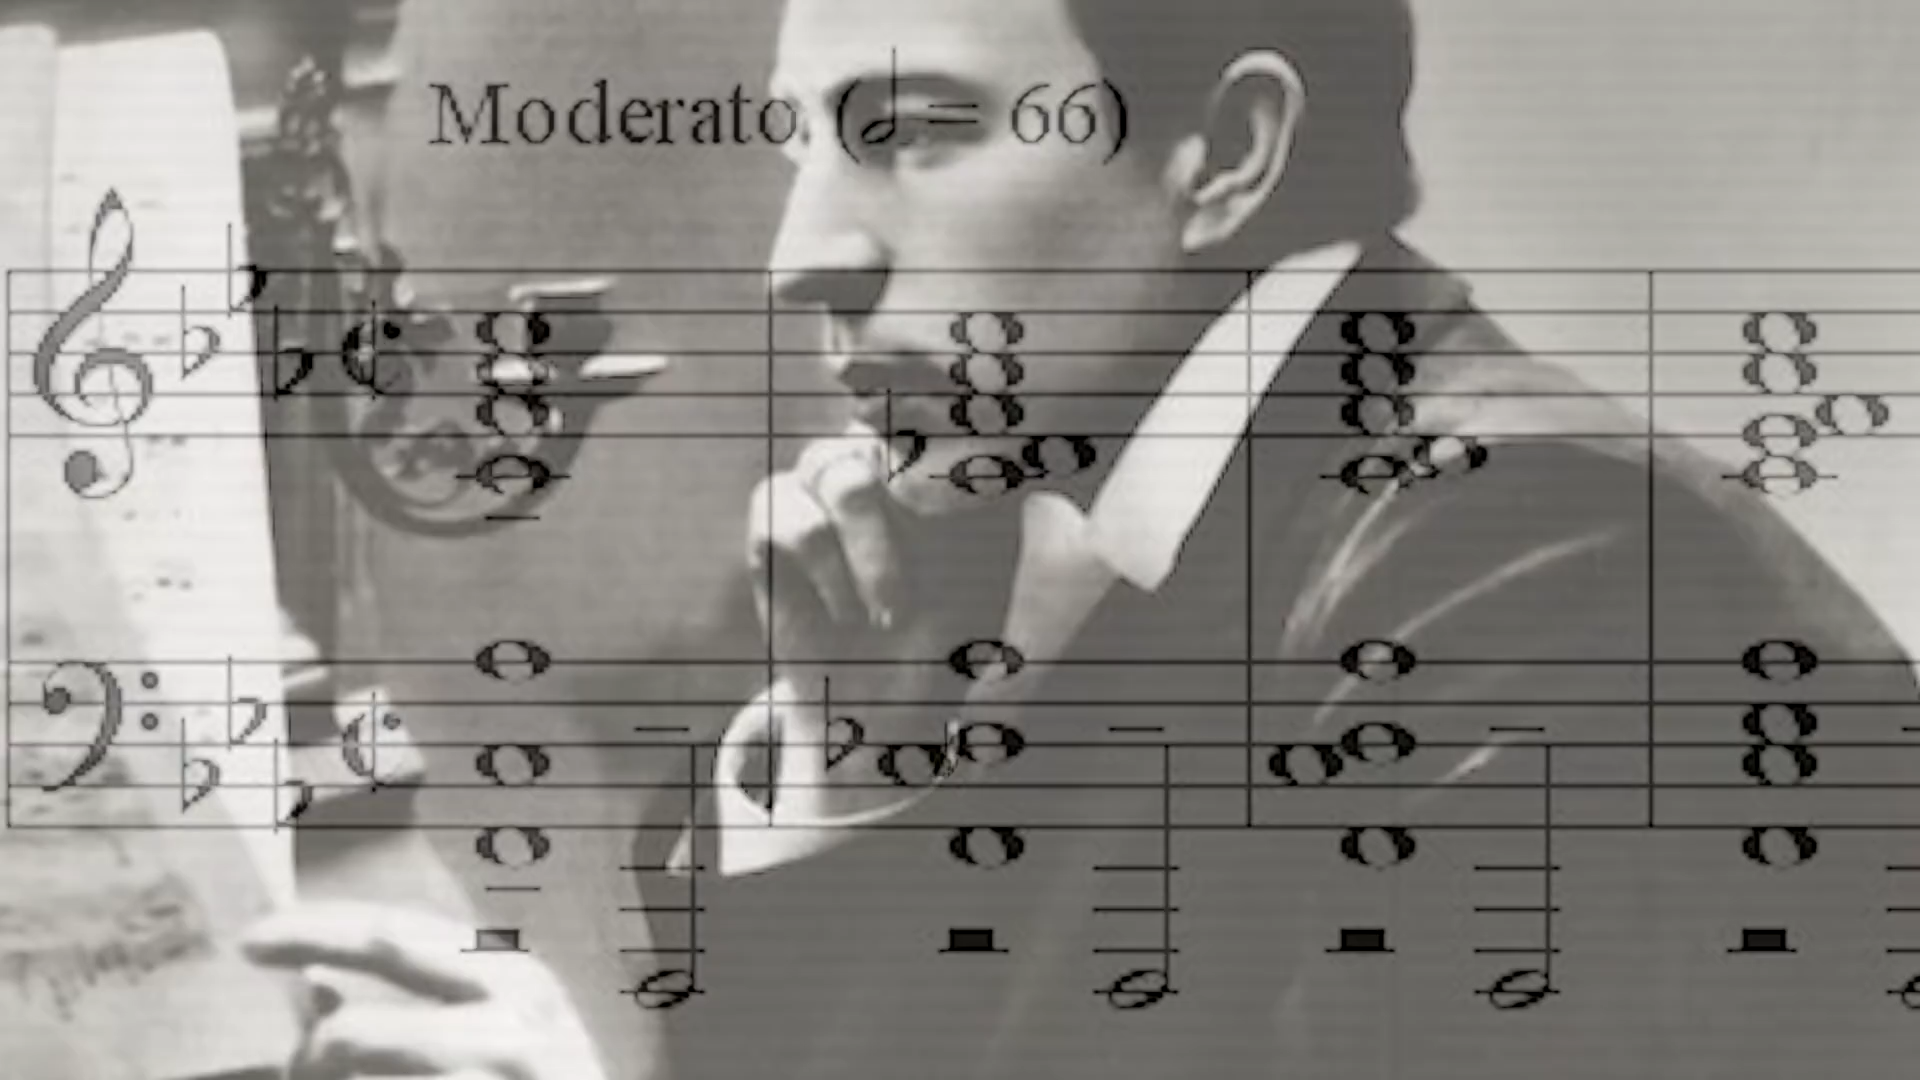 Moderato (𝅗𝅥 = 66)